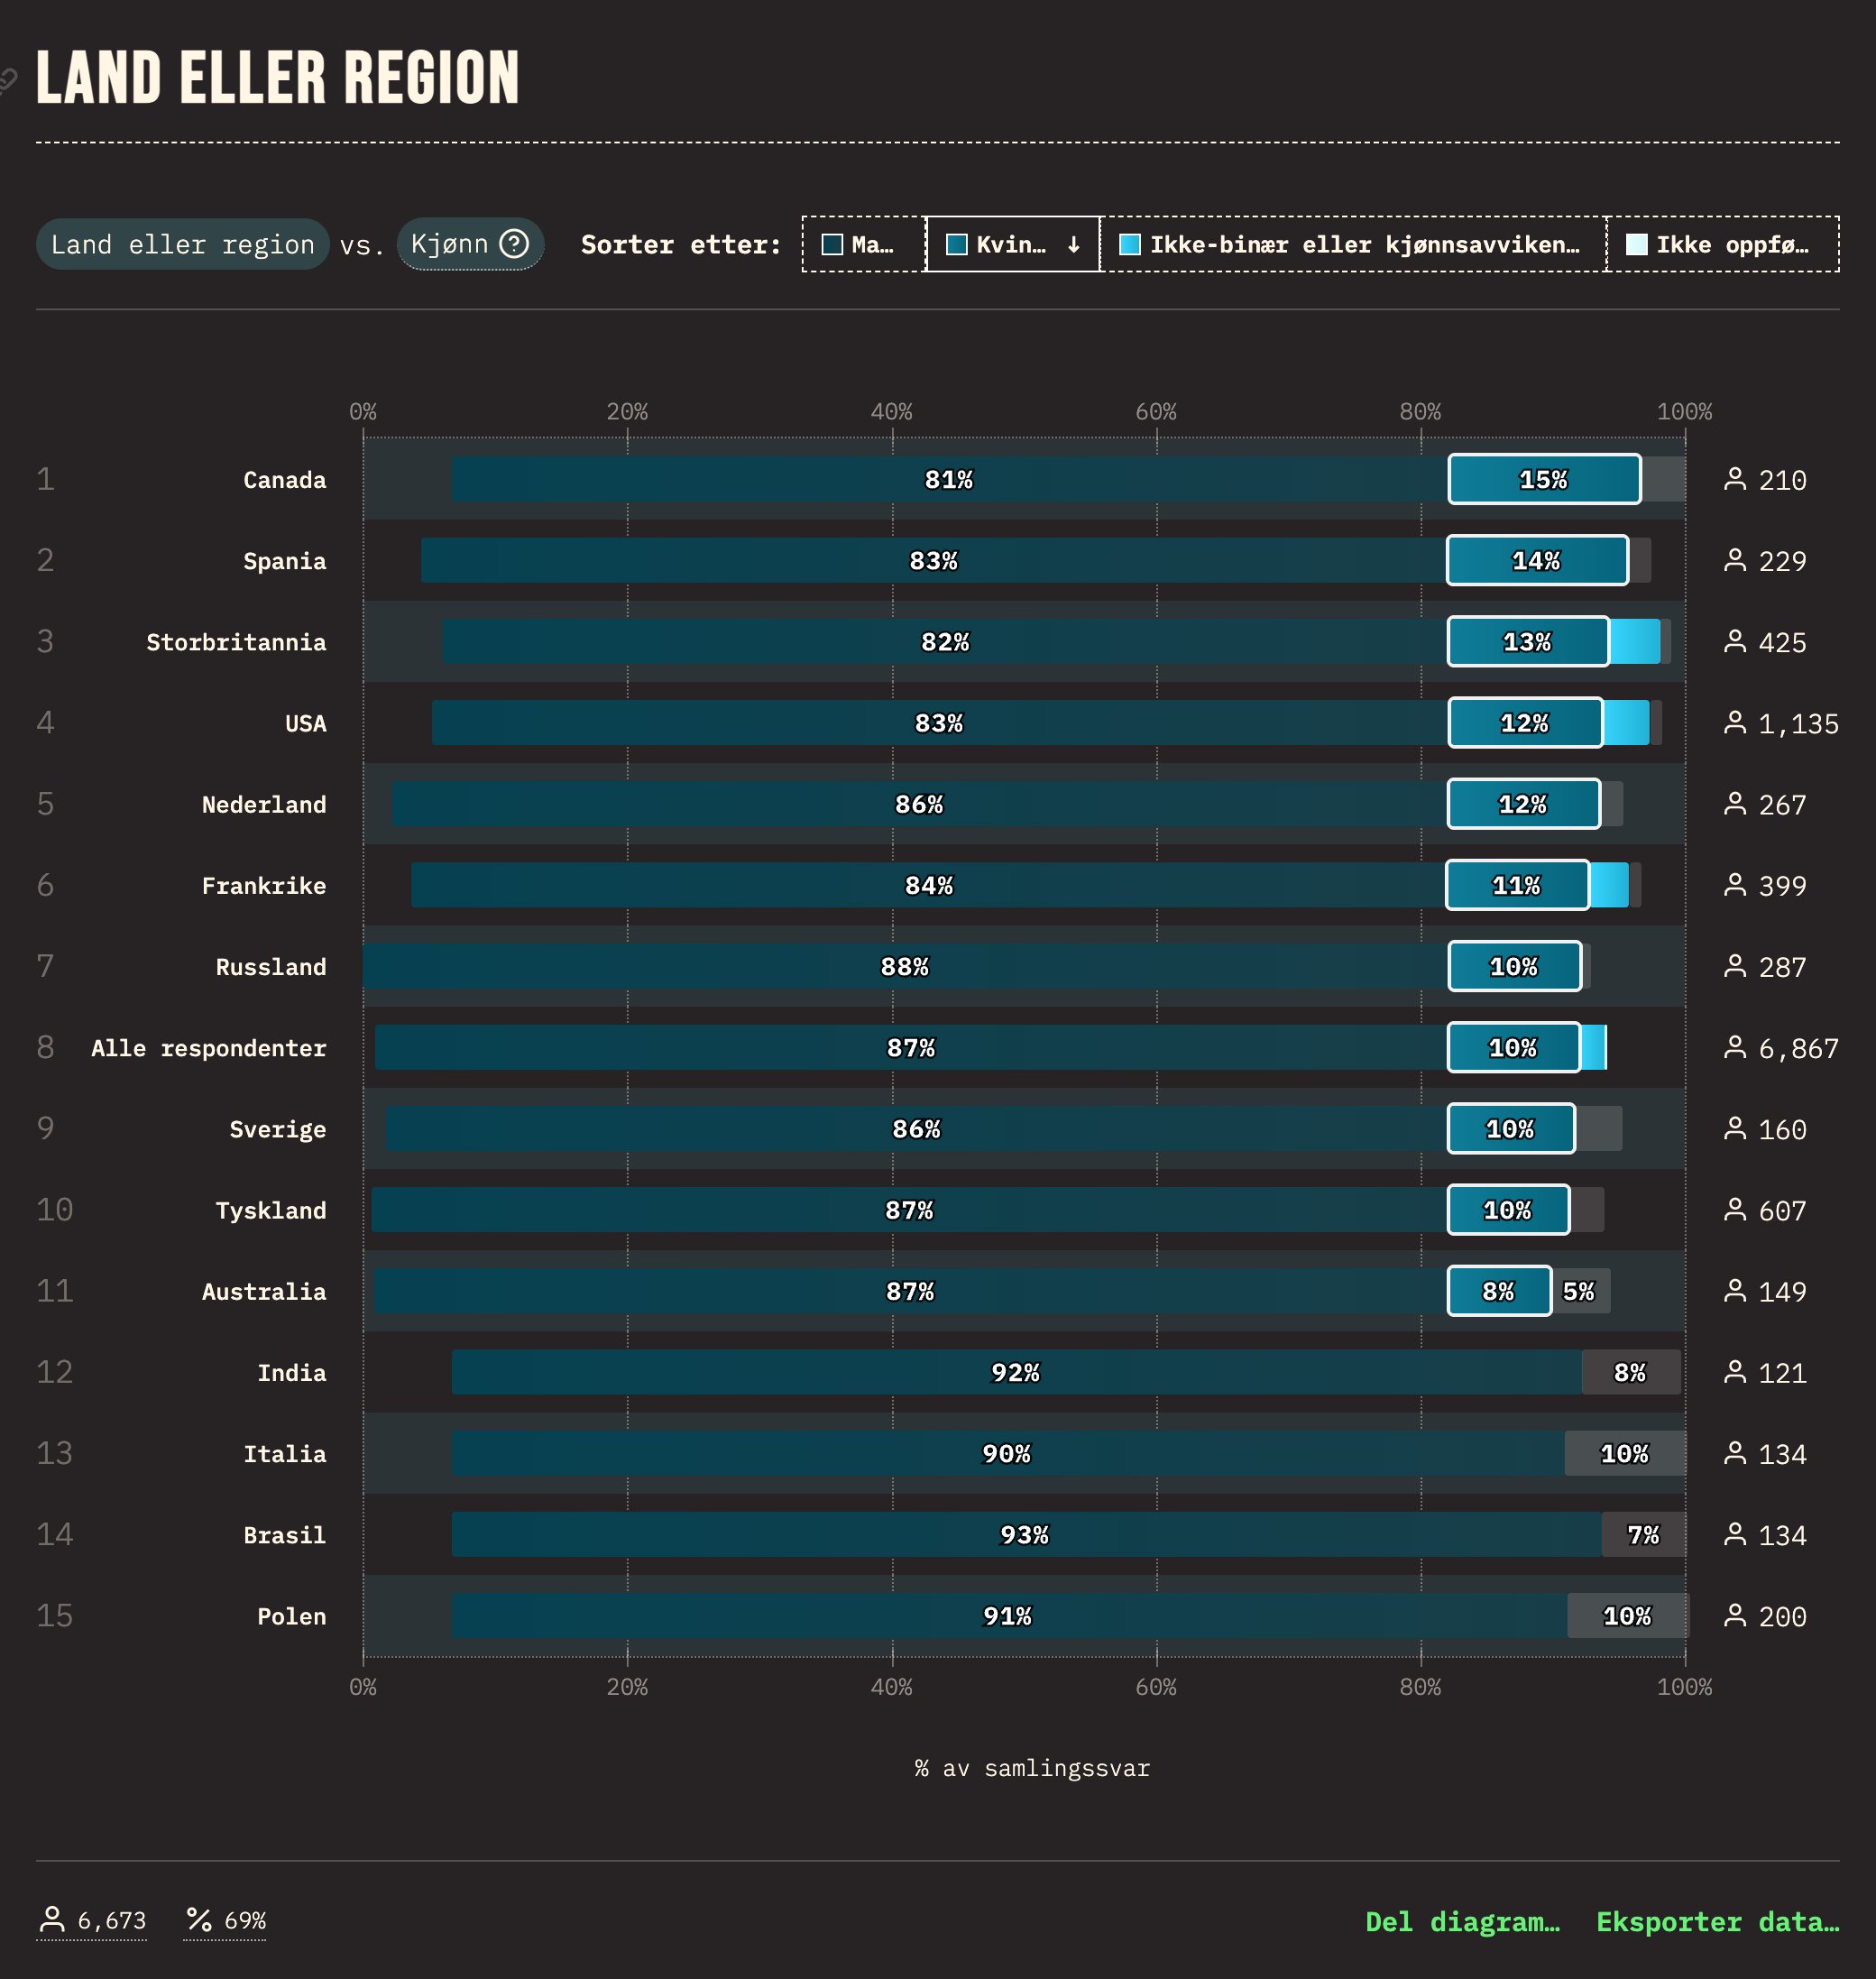 LAND ELLER REGION
Land eller region vs. Kjønn ? Sorter etter: Ma… Kvin… ↓ Ikke-binær eller kjønnsavviken… Ikke oppfø…
0% 20% 40% 60% 80% 100%
1 Canada 81% 15% 210
2 Spania 83% 14% 229
3 Storbritannia 82% 13% 425
4 USA 83% 12% 1,135
5 Nederland 86% 12% 267
6 Frankrike 84% 11% 399
7 Russland 88% 10% 287
8 Alle respondenter 87% 10% 6,867
9 Sverige 86% 10% 160
10 Tyskland 87% 10% 607
11 Australia 87% 8% 5% 149
12 India 92% 8% 121
13 Italia 90% 10% 134
14 Brasil 93% 7% 134
15 Polen 91% 10% 200
0% 20% 40% 60% 80% 100%
% av samlingssvar
6,673 % 69% Del diagram… Eksporter data…